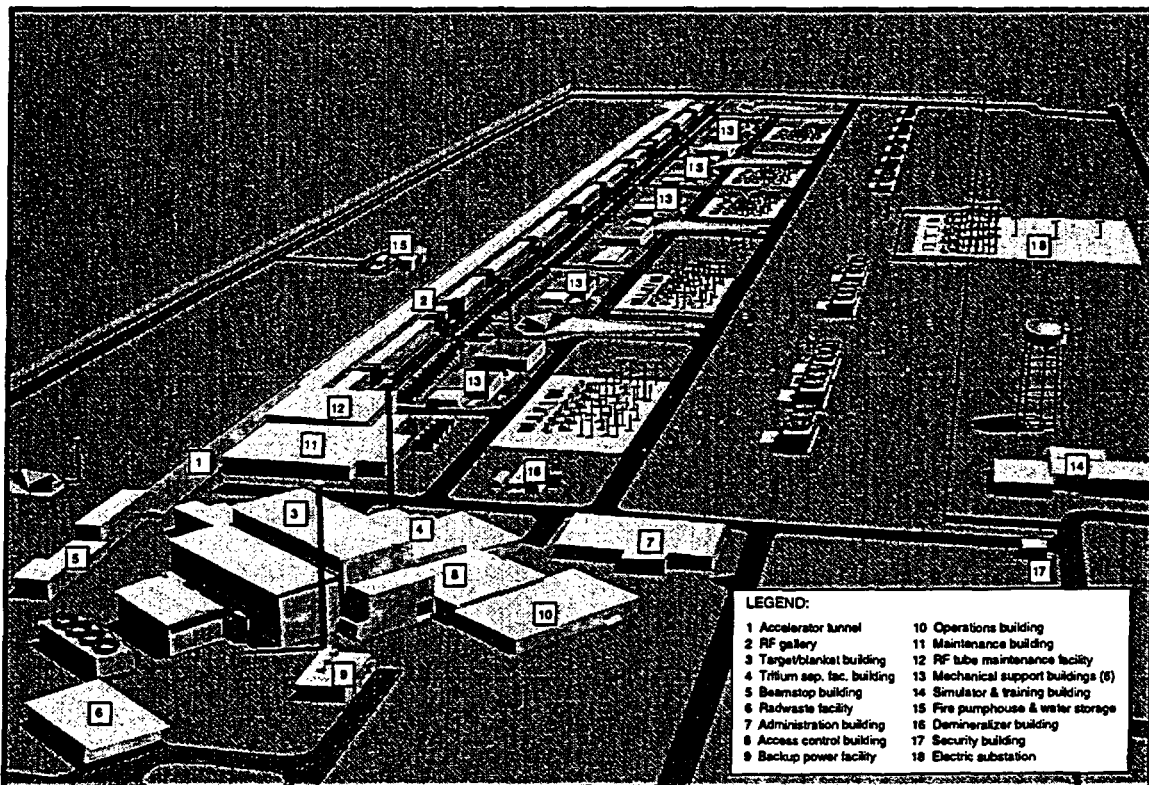 13
13
13
18
15
13
2
13
12
11
14
1
16
3
4
7
5
8
17
10
9
6
LEGEND:
1 Accelerator tunnel
2 RF gallery
3 Target/blanket building
4 Tritium sep. fac. building
5 Beamstop building
6 Radwaste facility
7 Administration building
8 Access control building
9 Backup power facility
10 Operations building
11 Maintenance building
12 RF tube maintenance facility
13 Mechanical support buildings (6)
14 Simulator & training building
15 Fire pumphouse & water storage
16 Demineralizer building
17 Security building
18 Electric substation